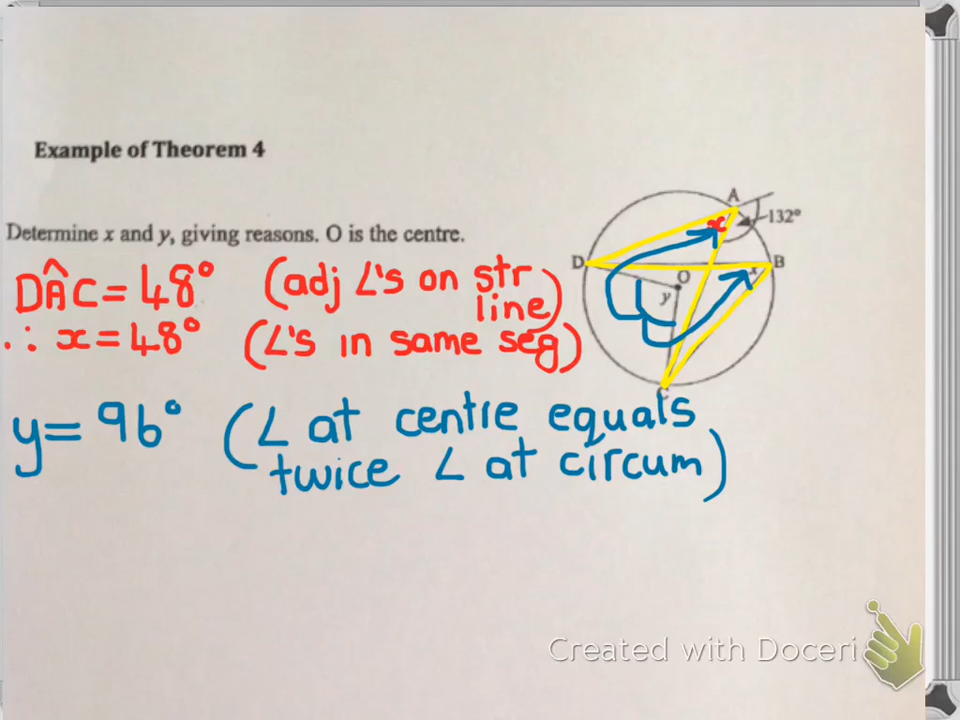 Example of Theorem 4
Determine x and y, giving reasons. O is the centre.
A
132°
x
D
B
O
x
y
C
DÂC = 48° (adj ∠'s on str line)
∴ x = 48° (∠'s in same seg)
y = 96° (∠ at centre equals
twice ∠ at circum)
Created with Doceri